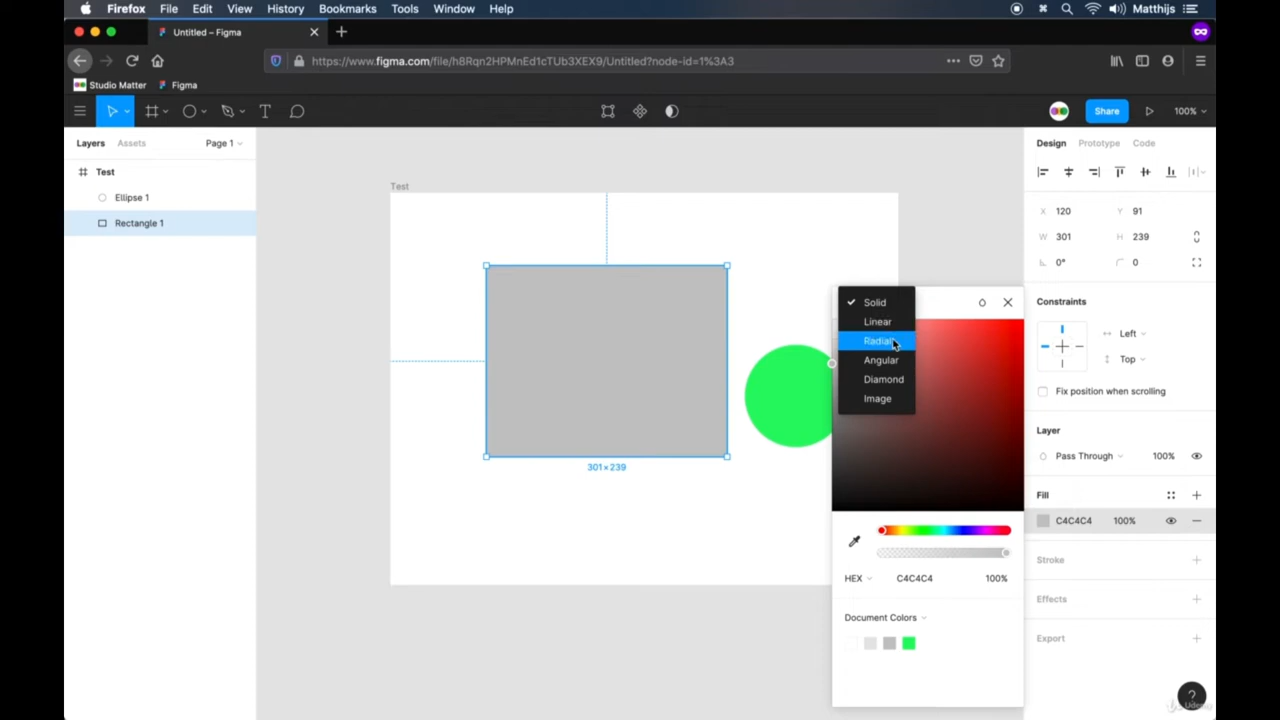 Firefox File Edit View History Bookmarks Tools Window Help Matthijs
Untitled – Figma
https://www.figma.com/file/h8Rqn2HPMnEd1cTUb3XEX9/Untitled?node-id=1%3A3
Studio Matter Figma
Share 100%
Layers Assets Page 1
Design Prototype Code
Test
Ellipse 1
Rectangle 1
Test
301 × 239
Solid
Linear
Radial
Angular
Diamond
Image
HEX C4C4C4 100%
Document Colors
X 120 Y 91
W 301 H 239
0° 0
Constraints
Left
Top
Fix position when scrolling
Layer
Pass Through 100%
Fill
C4C4C4 100%
Stroke
Effects
Export
?
Udemy